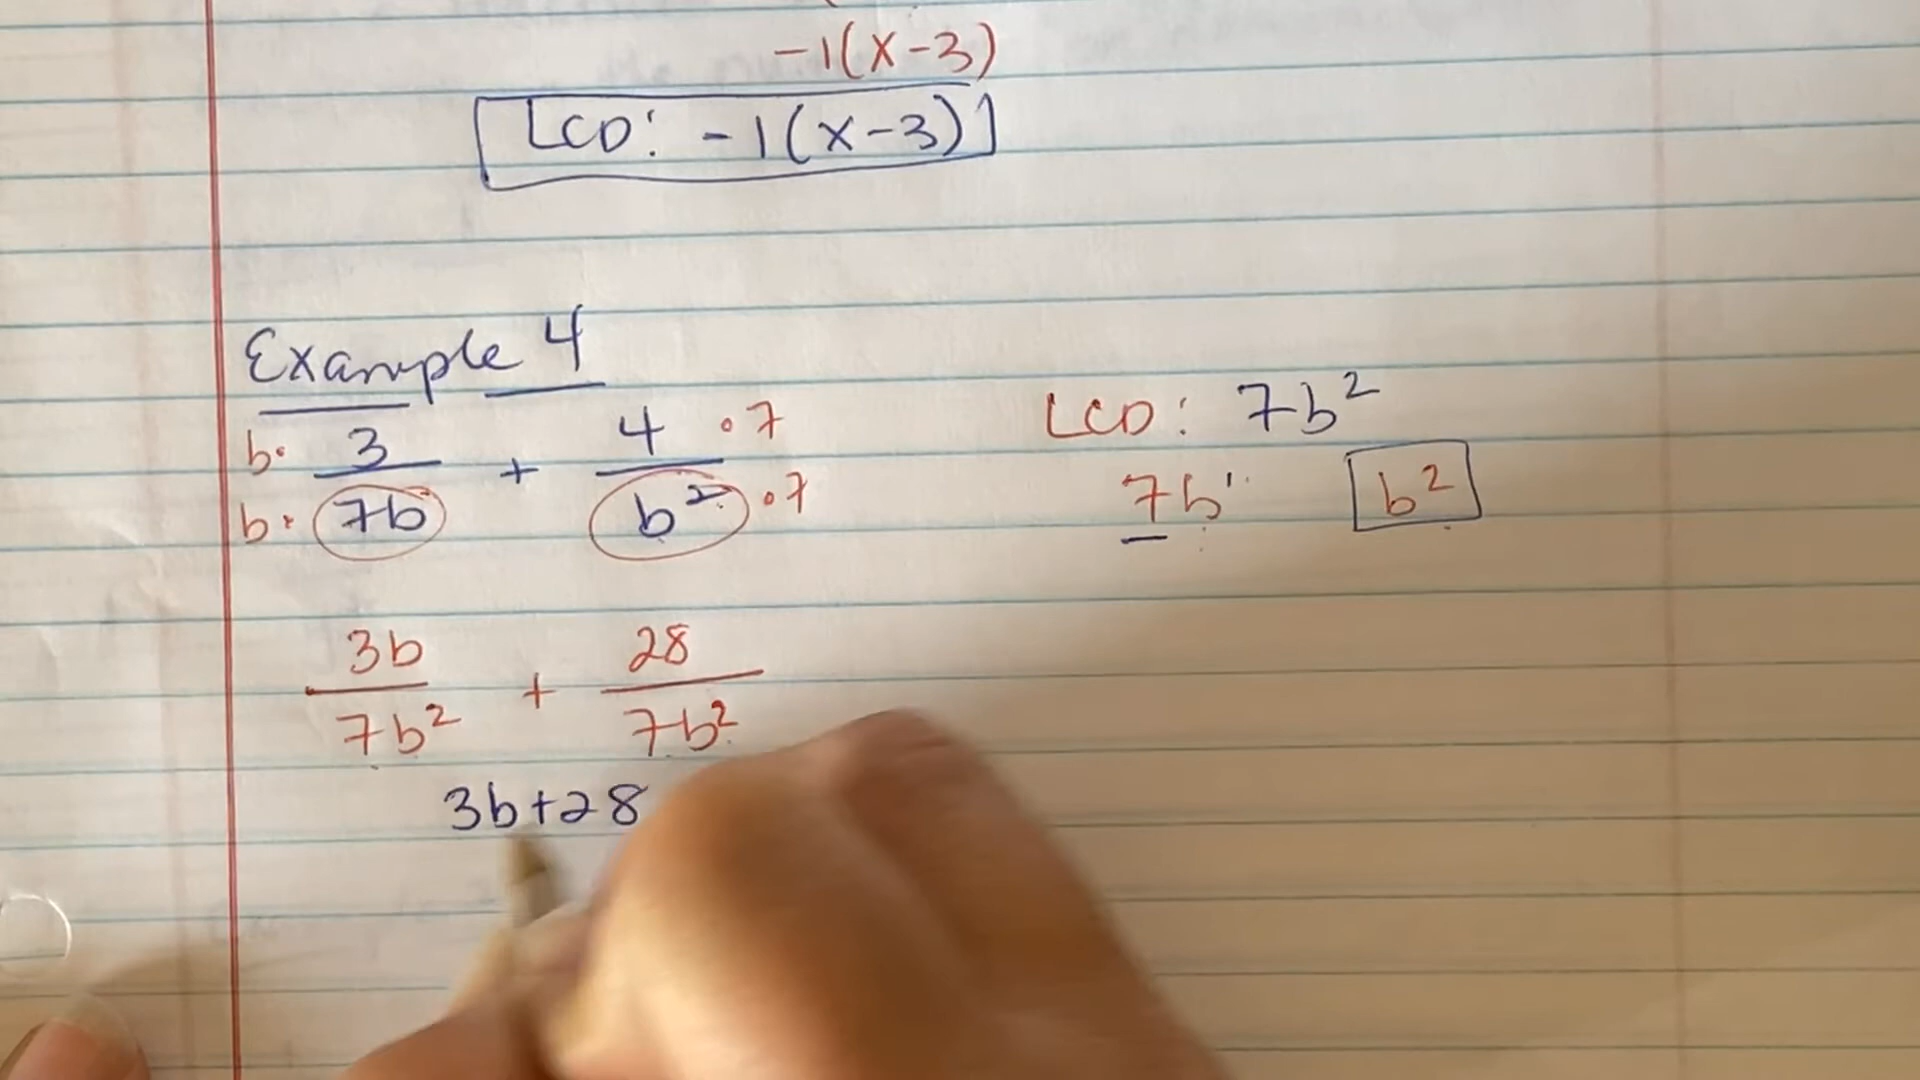 -1(x-3)
LCD: -1(x-3)
Example 4
b· 3/7b ·b + 4/b² ·7 ·7
LCD: 7b²
7b¹ b²
3b/7b² + 28/7b²
3b+28